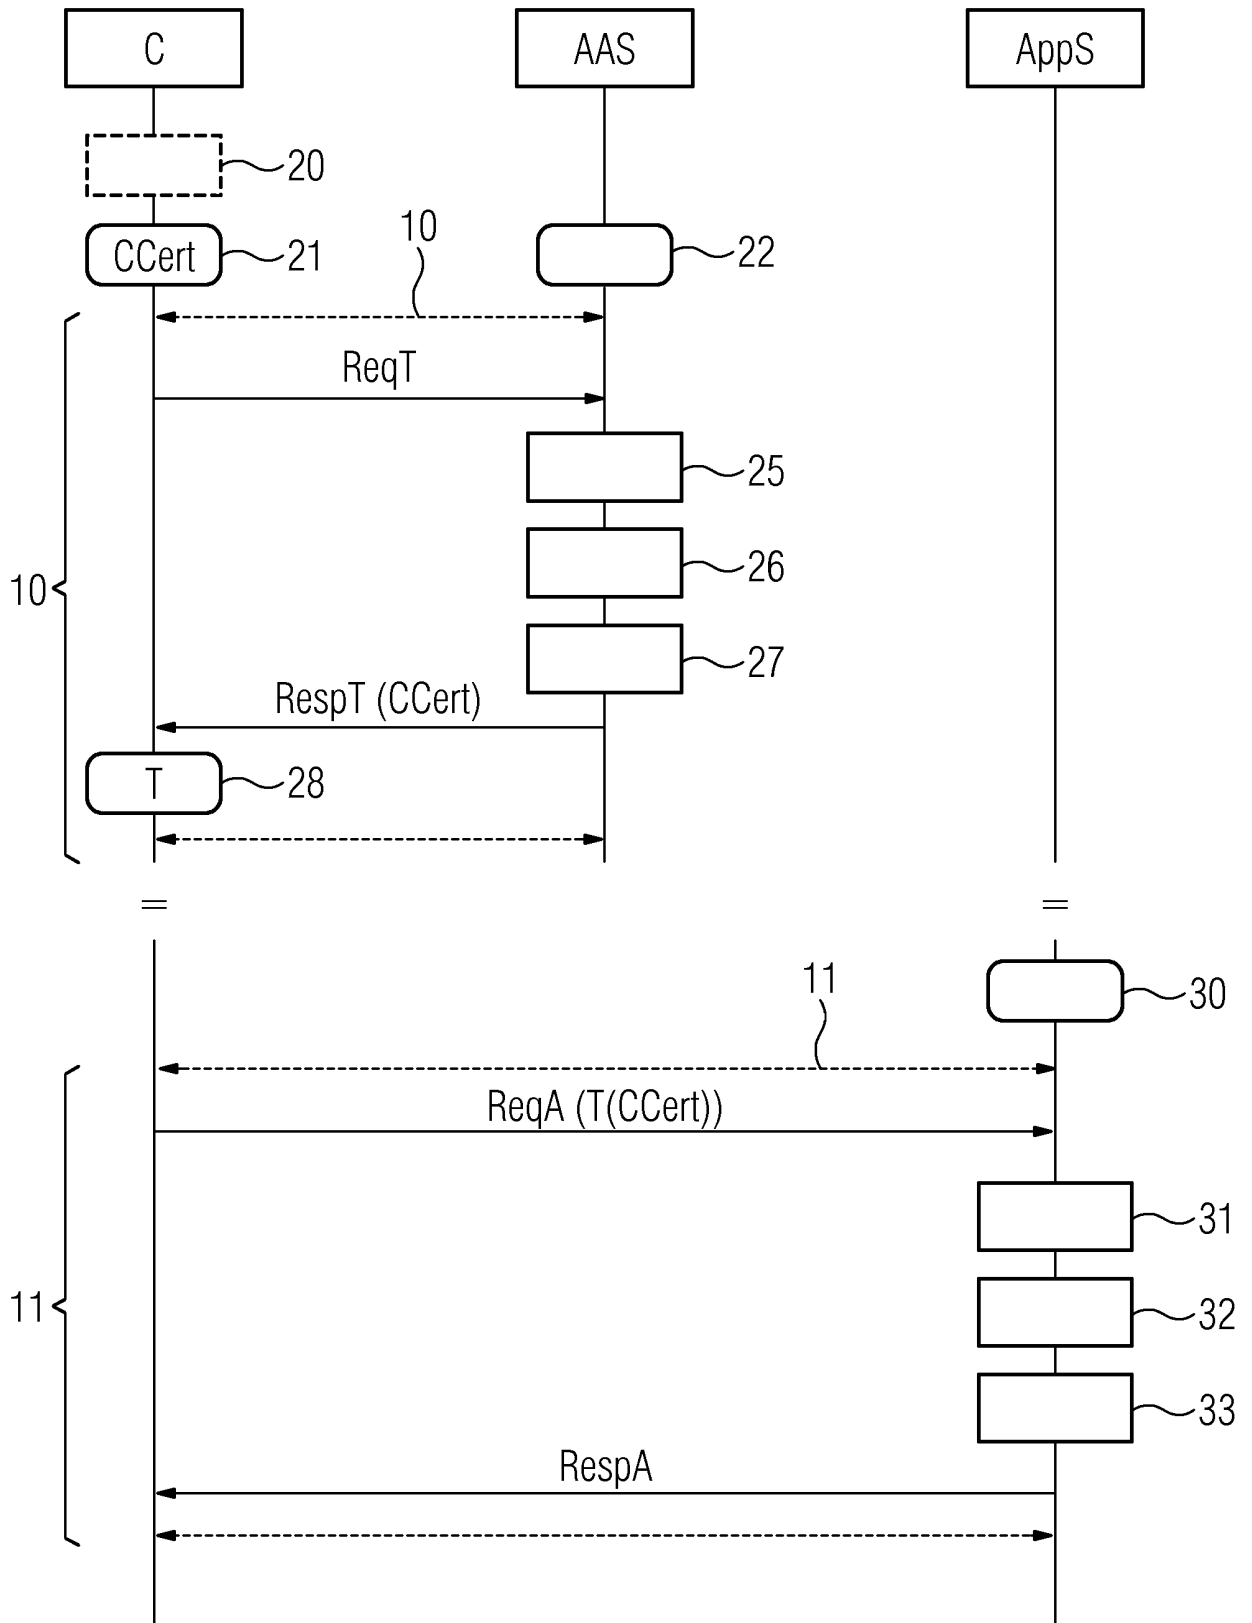 C
AAS
AppS
20
CCert
21
10
22
ReqT
25
26
10
27
RespT (CCert)
T
28
=
=
30
11
ReqA (T(CCert))
31
11
32
33
RespA